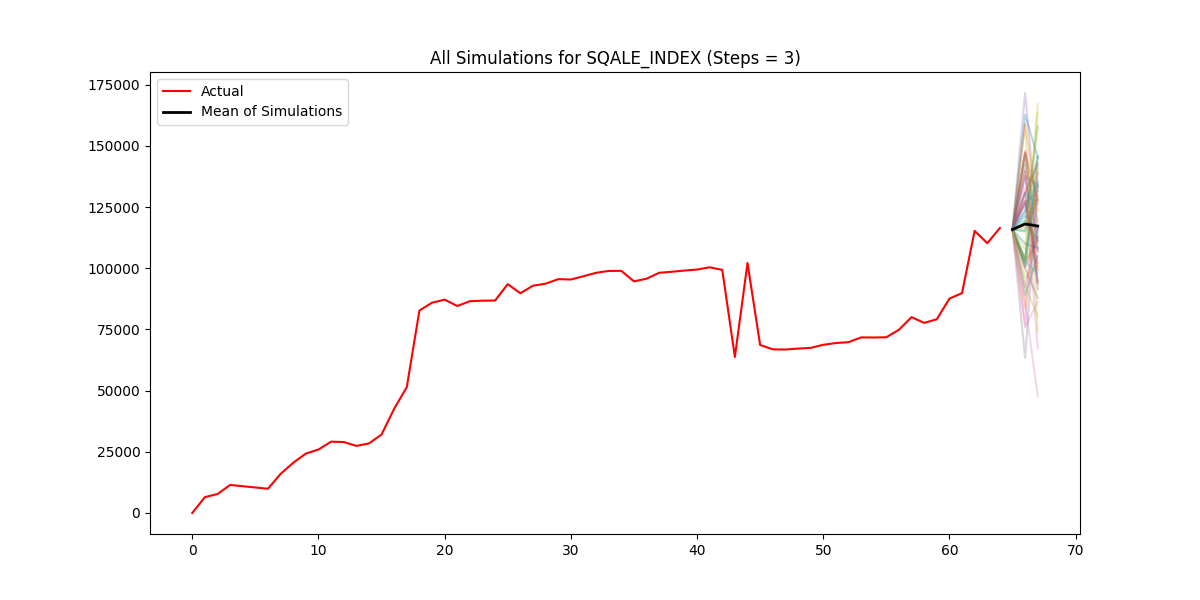 All Simulations for SQALE_INDEX (Steps = 3)
Actual
Mean of Simulations
175000
150000
125000
100000
75000
50000
25000
0
0 10 20 30 40 50 60 70